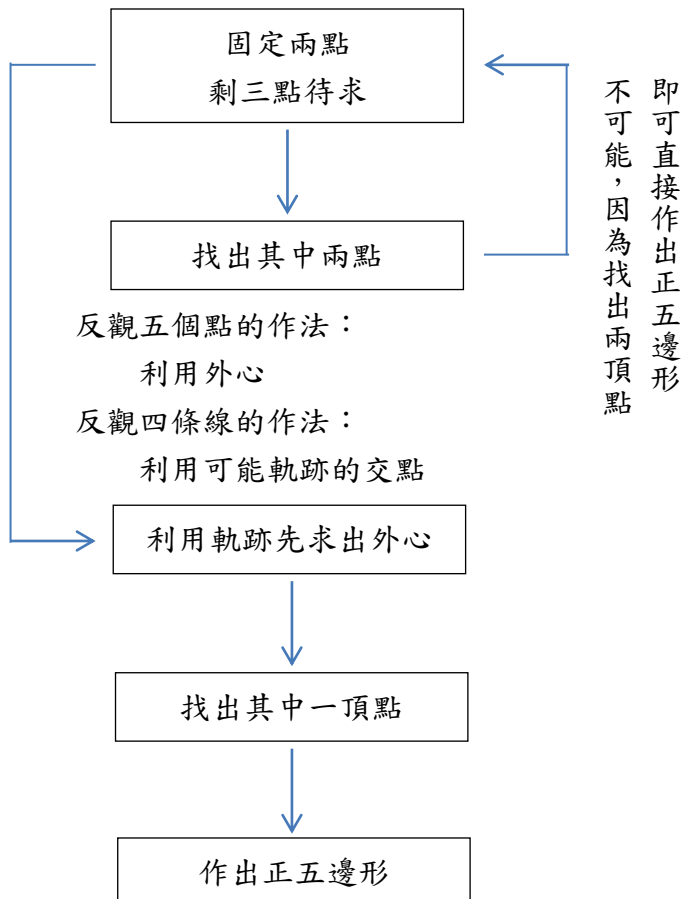 固定兩點
剩三點待求
找出其中兩點
不可能，因為找出兩頂點
即可直接作出正五邊形
反觀五個點的作法：
利用外心
反觀四條線的作法：
利用可能軌跡的交點
利用軌跡先求出外心
找出其中一頂點
作出正五邊形